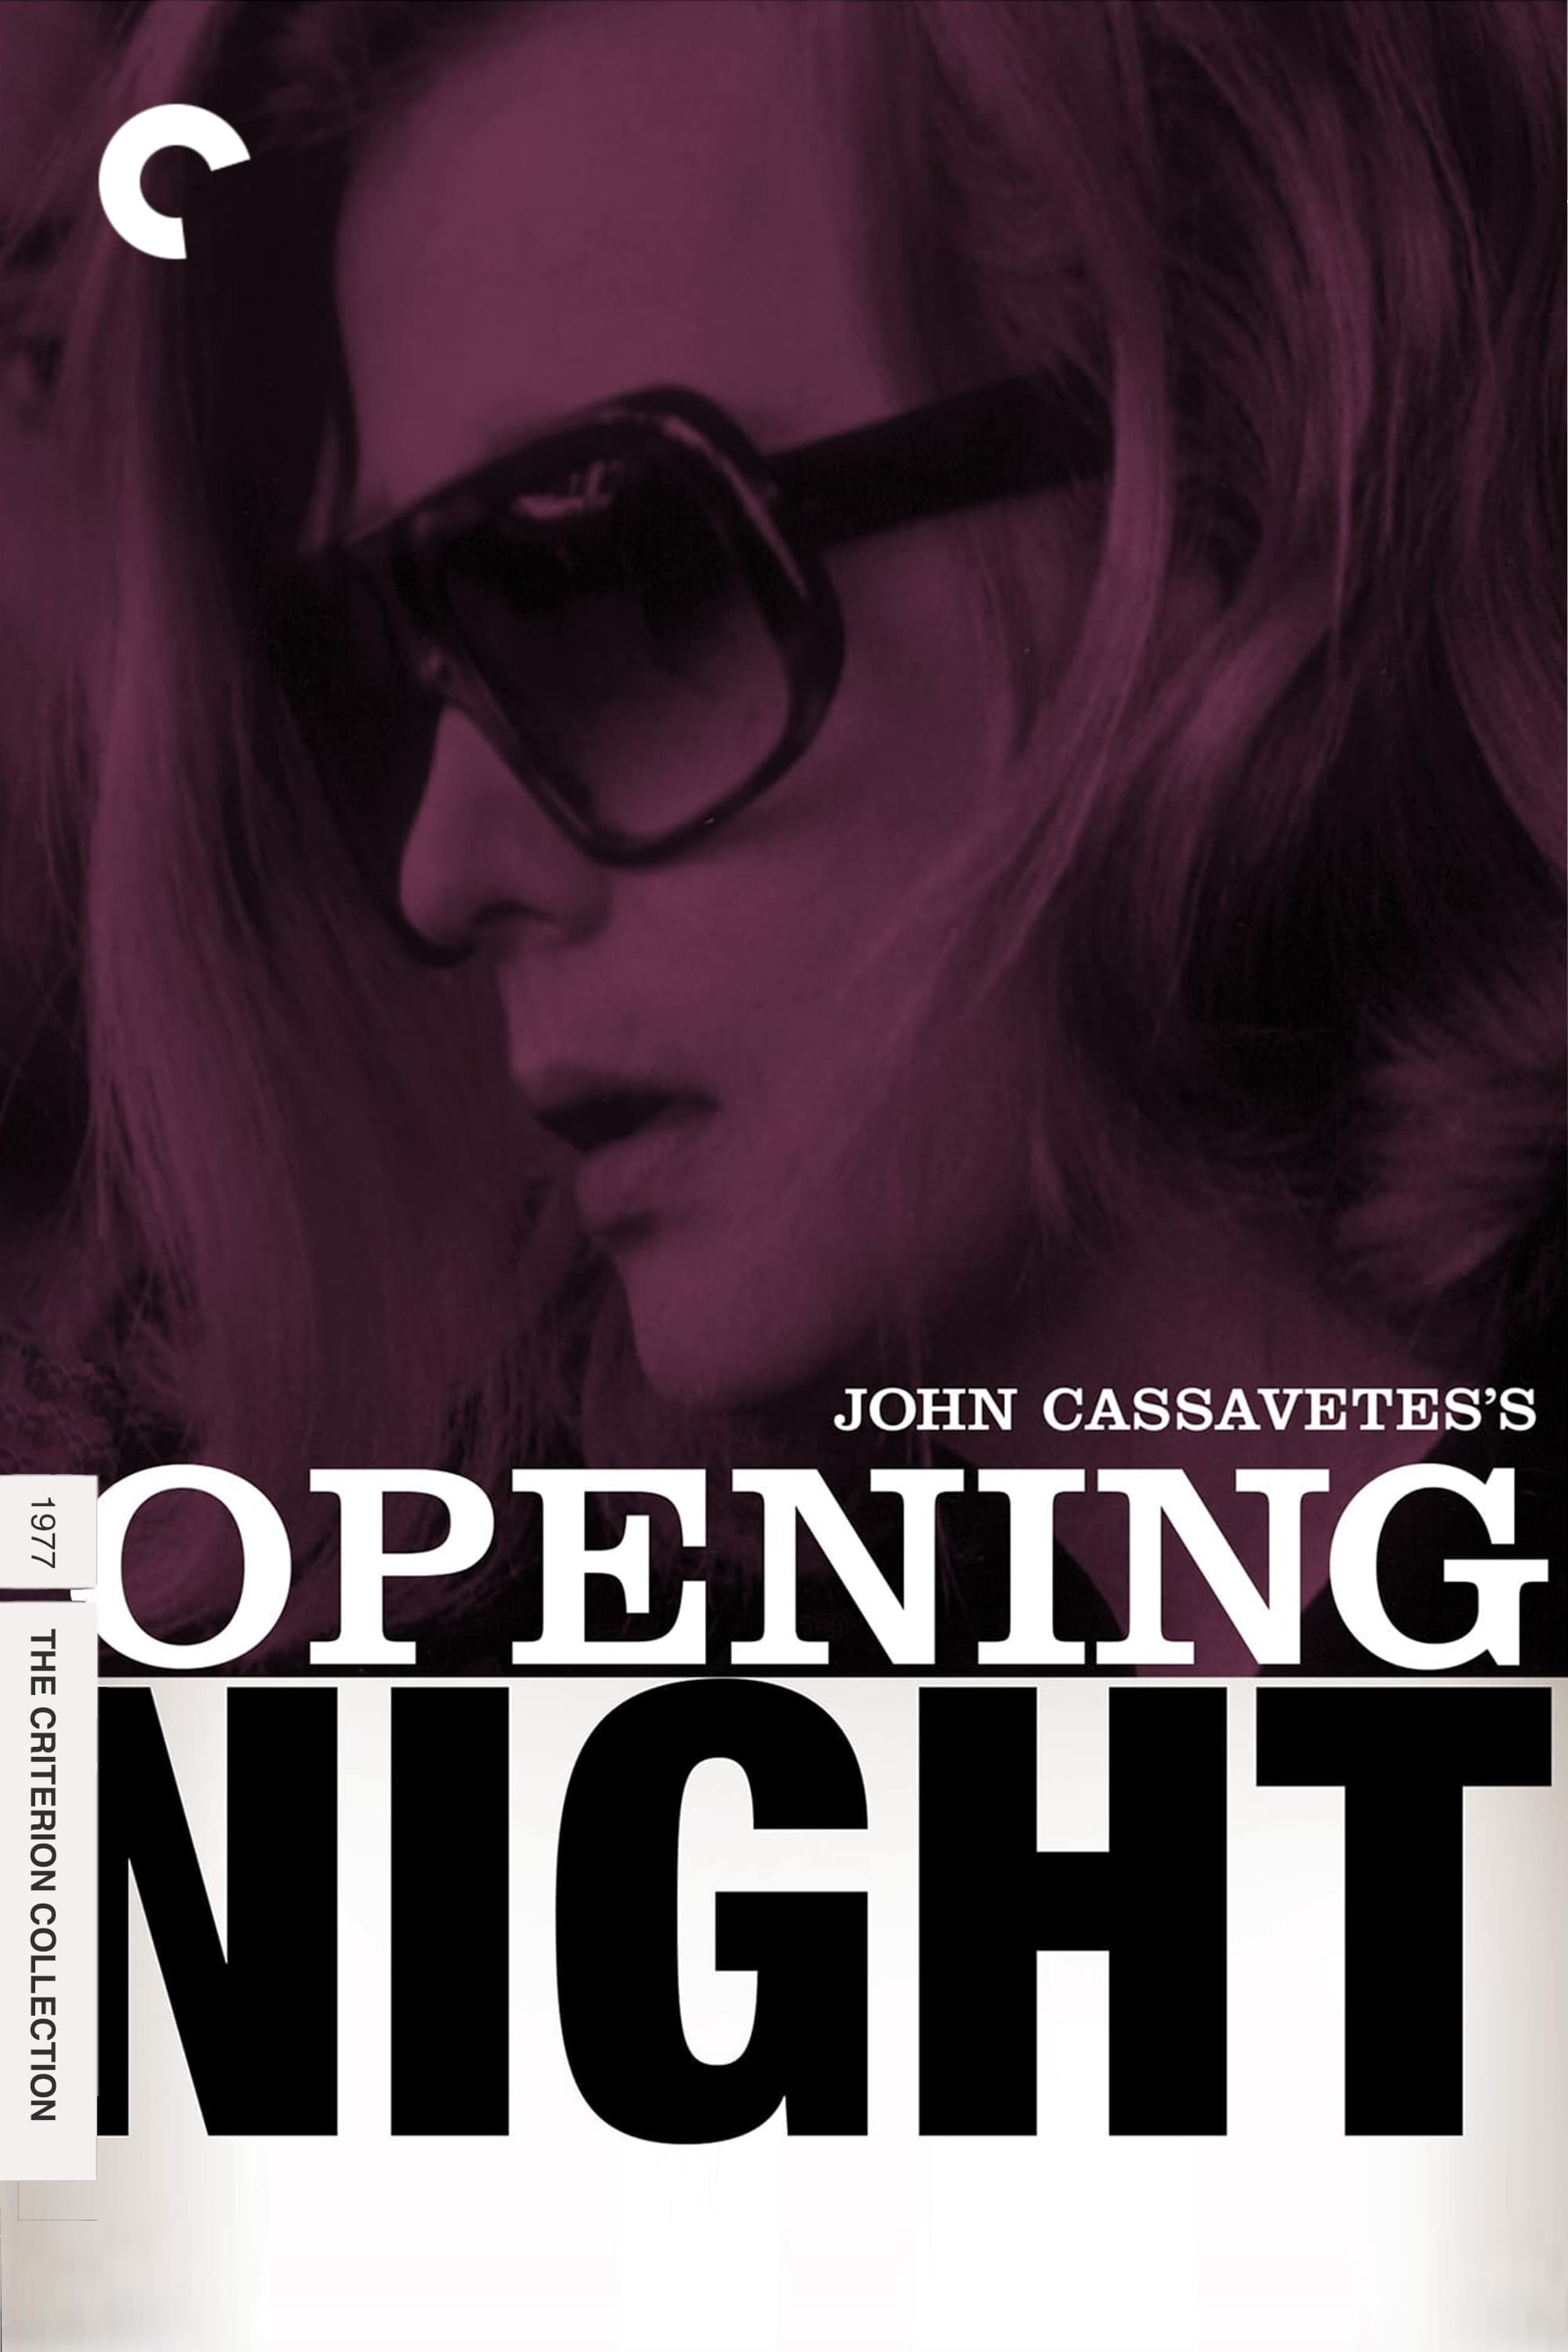 JOHN CASSAVETES'S
OPENING
NIGHT
1977
THE CRITERION COLLECTION